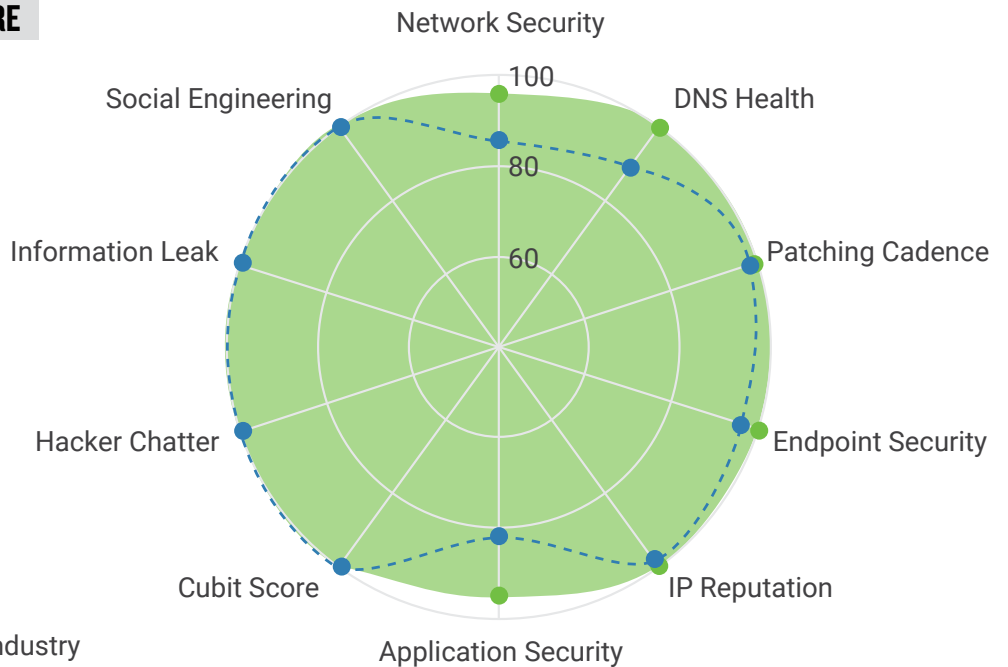 RE
Network Security
100
Social Engineering
DNS Health
80
Information Leak
Patching Cadence
60
Hacker Chatter
Endpoint Security
Cubit Score
IP Reputation
ndustry
Application Security